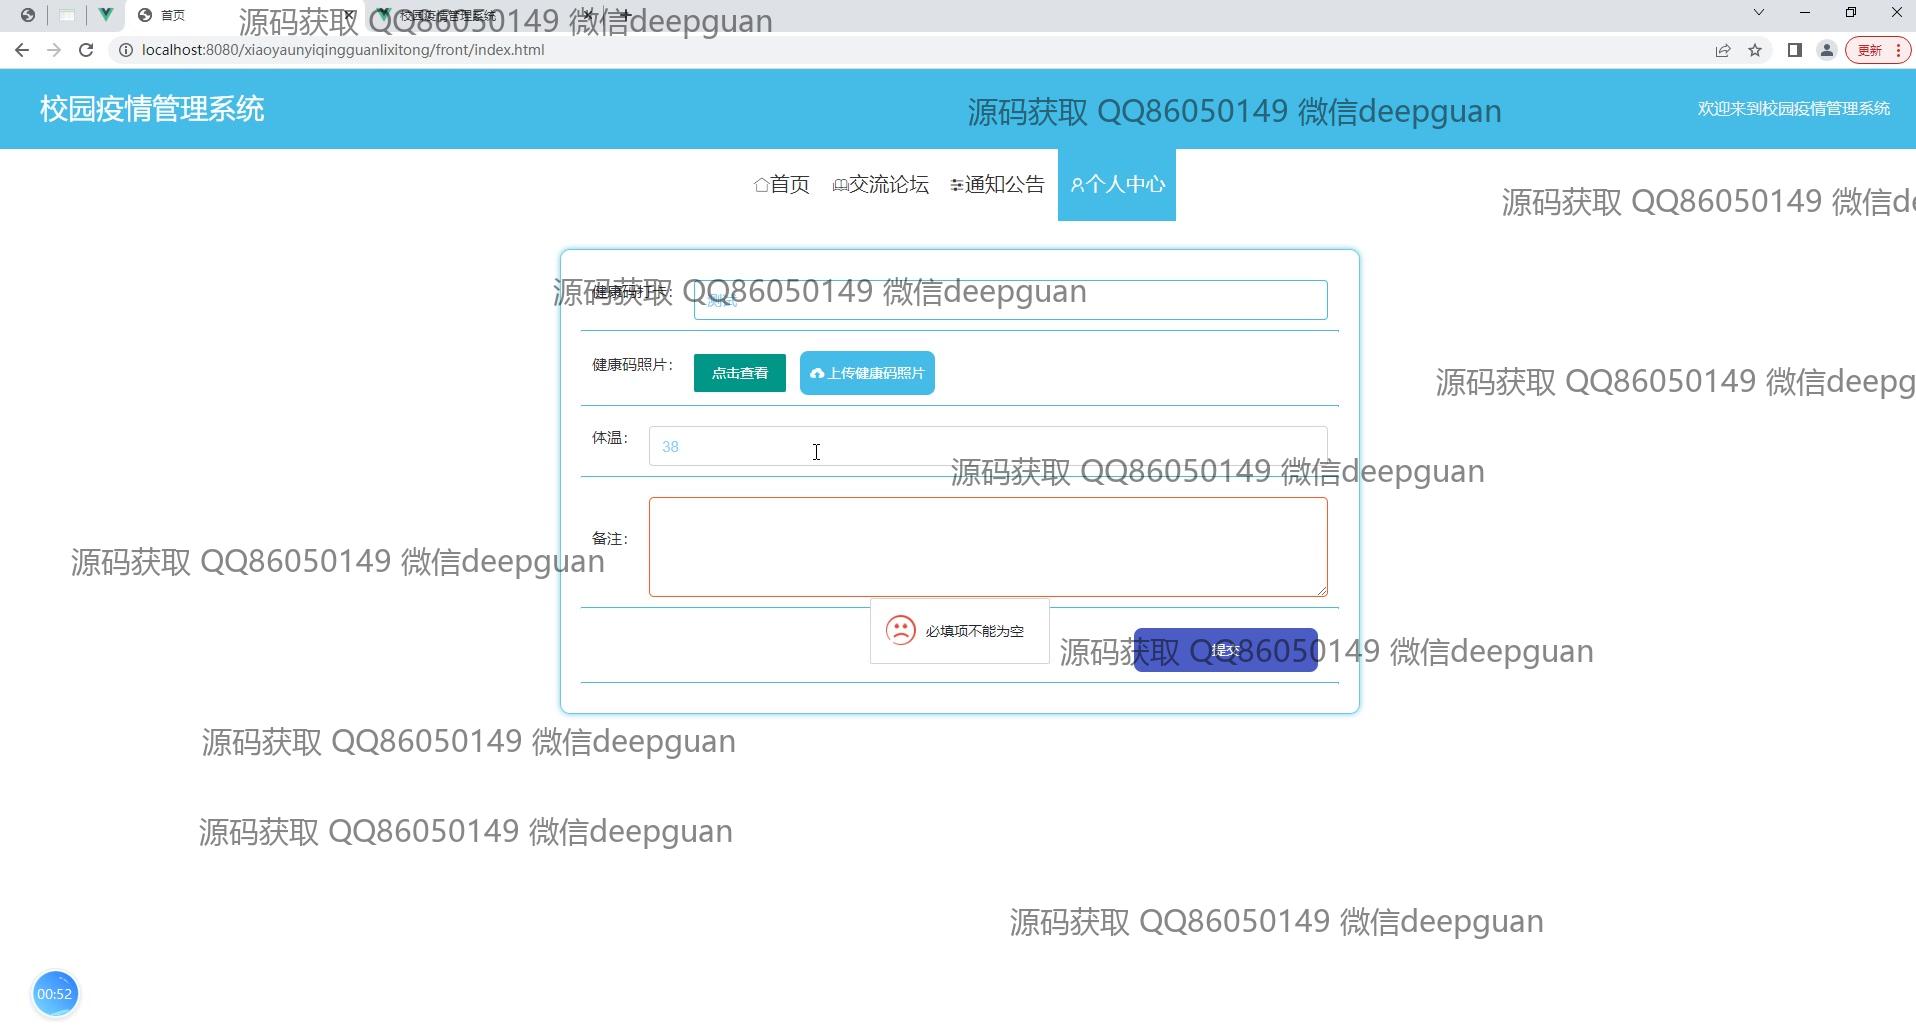 首页
校园疫情管理系统
源码获取 QQ86050149 微信deepguan
localhost:8080/xiaoyaunyiqingguanlixitong/front/index.html
更新
校园疫情管理系统
源码获取 QQ86050149 微信deepguan
欢迎来到校园疫情管理系统
首页
交流论坛
通知公告
个人中心
源码获取 QQ86050149 微信de
健康码打卡：
测试
源码获取 QQ86050149 微信deepguan
健康码照片：
点击查看
上传健康码照片
源码获取 QQ86050149 微信deepg
体温：
38
源码获取 QQ86050149 微信deepguan
备注：
源码获取 QQ86050149 微信deepguan
必填项不能为空
提交
源码获取 QQ86050149 微信deepguan
源码获取 QQ86050149 微信deepguan
源码获取 QQ86050149 微信deepguan
源码获取 QQ86050149 微信deepguan
00:52